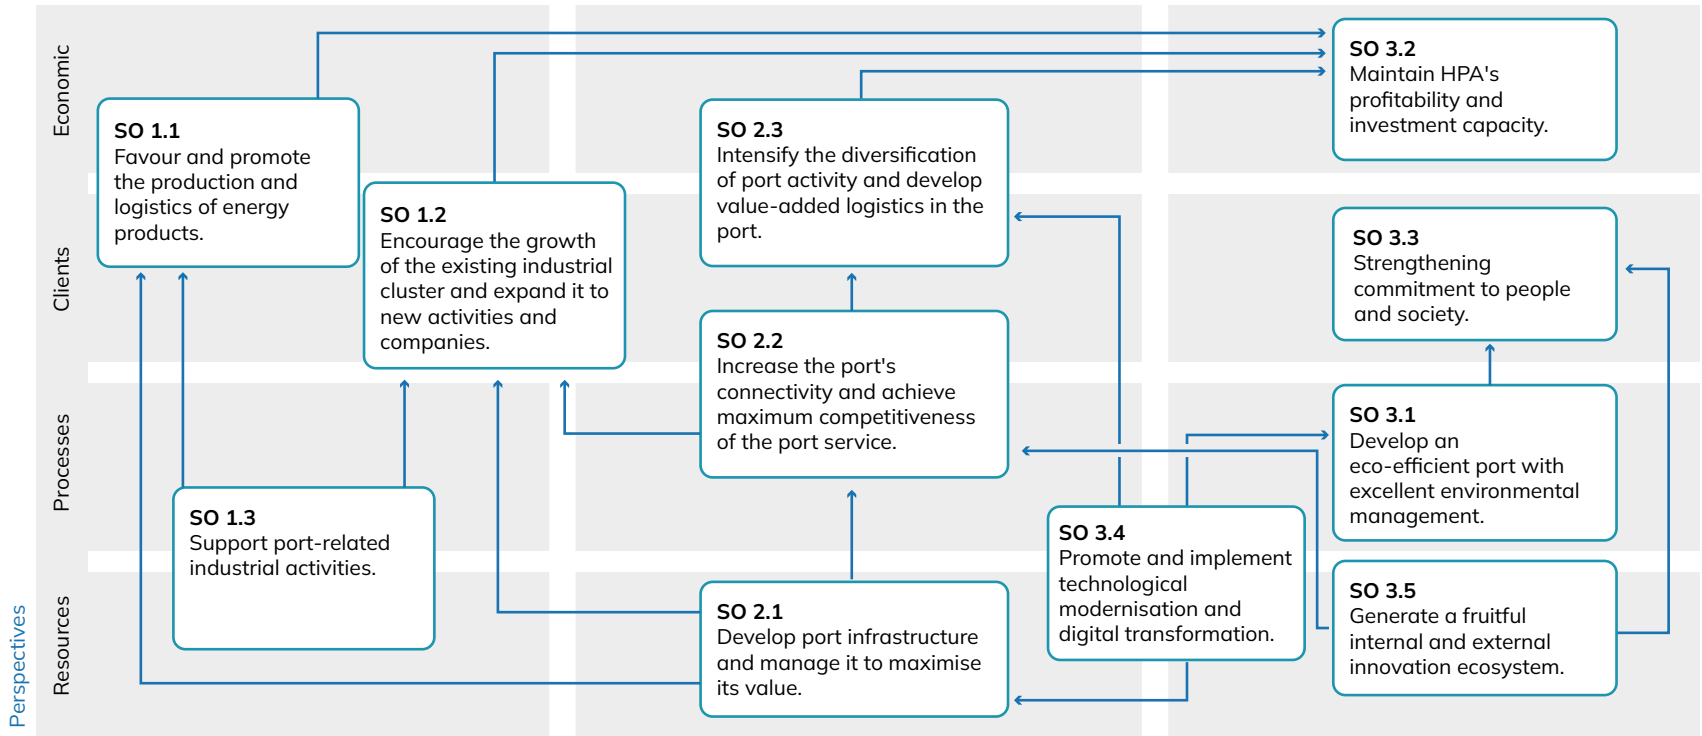 Perspectives
Economic
Clients
Processes
Resources
SO 1.1
Favour and promote
the production and
logistics of energy
products.
SO 1.2
Encourage the growth
of the existing industrial
cluster and expand it to
new activities and
companies.
SO 1.3
Support port-related
industrial activities.
SO 2.3
Intensify the diversification
of port activity and develop
value-added logistics in the
port.
SO 2.2
Increase the port's
connectivity and achieve
maximum competitiveness
of the port service.
SO 2.1
Develop port infrastructure
and manage it to maximise
its value.
SO 3.4
Promote and implement
technological
modernisation and
digital transformation.
SO 3.2
Maintain HPA's
profitability and
investment capacity.
SO 3.3
Strengthening
commitment to people
and society.
SO 3.1
Develop an
eco-efficient port with
excellent environmental
management.
SO 3.5
Generate a fruitful
internal and external
innovation ecosystem.